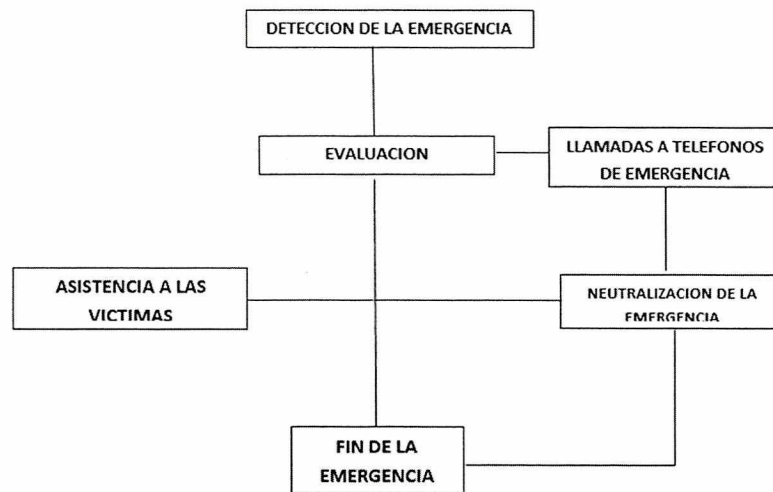 DETECCION DE LA EMERGENCIA
EVALUACION
LLAMADAS A TELEFONOS
DE EMERGENCIA
ASISTENCIA A LAS
VICTIMAS
NEUTRALIZACION DE LA
EMERGENCIA
FIN DE LA
EMERGENCIA